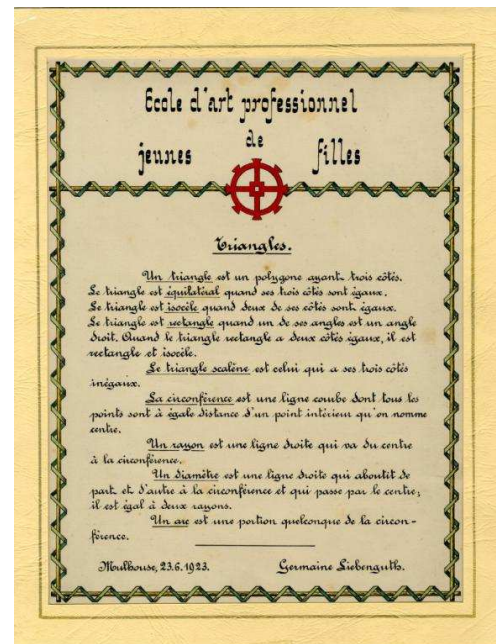 Ecole d'art professionnel
de
jeunes filles
Triangles.
Un triangle est un polygone ayant trois côtés.
Le triangle est équilatéral quand ses trois côtés sont égaux.
Le triangle est isocèle quand deux de ses côtés sont égaux.
Le triangle est rectangle quand un de ses angles est un angle
droit. Quand le triangle rectangle a deux côtés égaux, il est
rectangle et isocèle.
Le triangle scalène est celui qui a ses trois côtés
inégaux.
La circonférence est une ligne courbe dont tous les
points sont à égale distance d'un point intérieur qu'on nomme
centre.
Un rayon est une ligne droite qui va du centre
à la circonférence.
Un diamètre est une ligne droite qui aboutit de
part et d'autre à la circonférence et qui passe par le centre;
il est égal à deux rayons.
Un arc est une portion quelconque de la circon-
férence.
Mulhouse, 23.6.1923. Germaine Liebenguth.